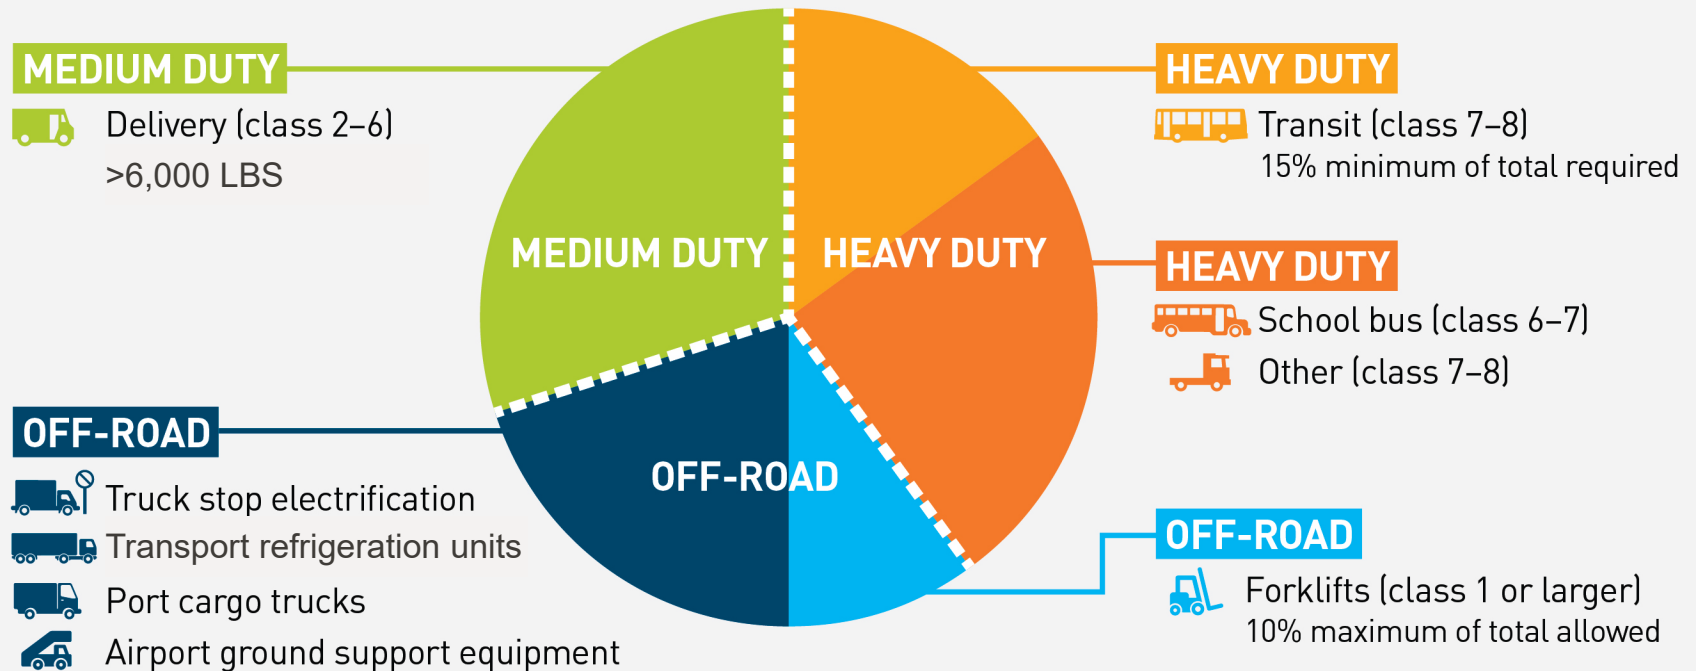 MEDIUM DUTY
Delivery (class 2–6)
>6,000 LBS
OFF-ROAD
Truck stop electrification
Transport refrigeration units
Port cargo trucks
Airport ground support equipment
MEDIUM DUTY
HEAVY DUTY
OFF-ROAD
HEAVY DUTY
Transit (class 7–8)
15% minimum of total required
HEAVY DUTY
School bus (class 6–7)
Other (class 7–8)
OFF-ROAD
Forklifts (class 1 or larger)
10% maximum of total allowed